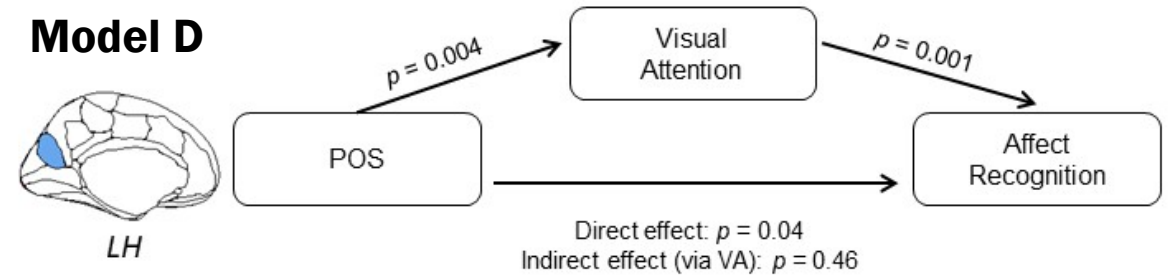 Model D
p = 0.004
Visual
Attention
p = 0.001
POS
Affect
Recognition
LH
Direct effect: p = 0.04
Indirect effect (via VA): p = 0.46